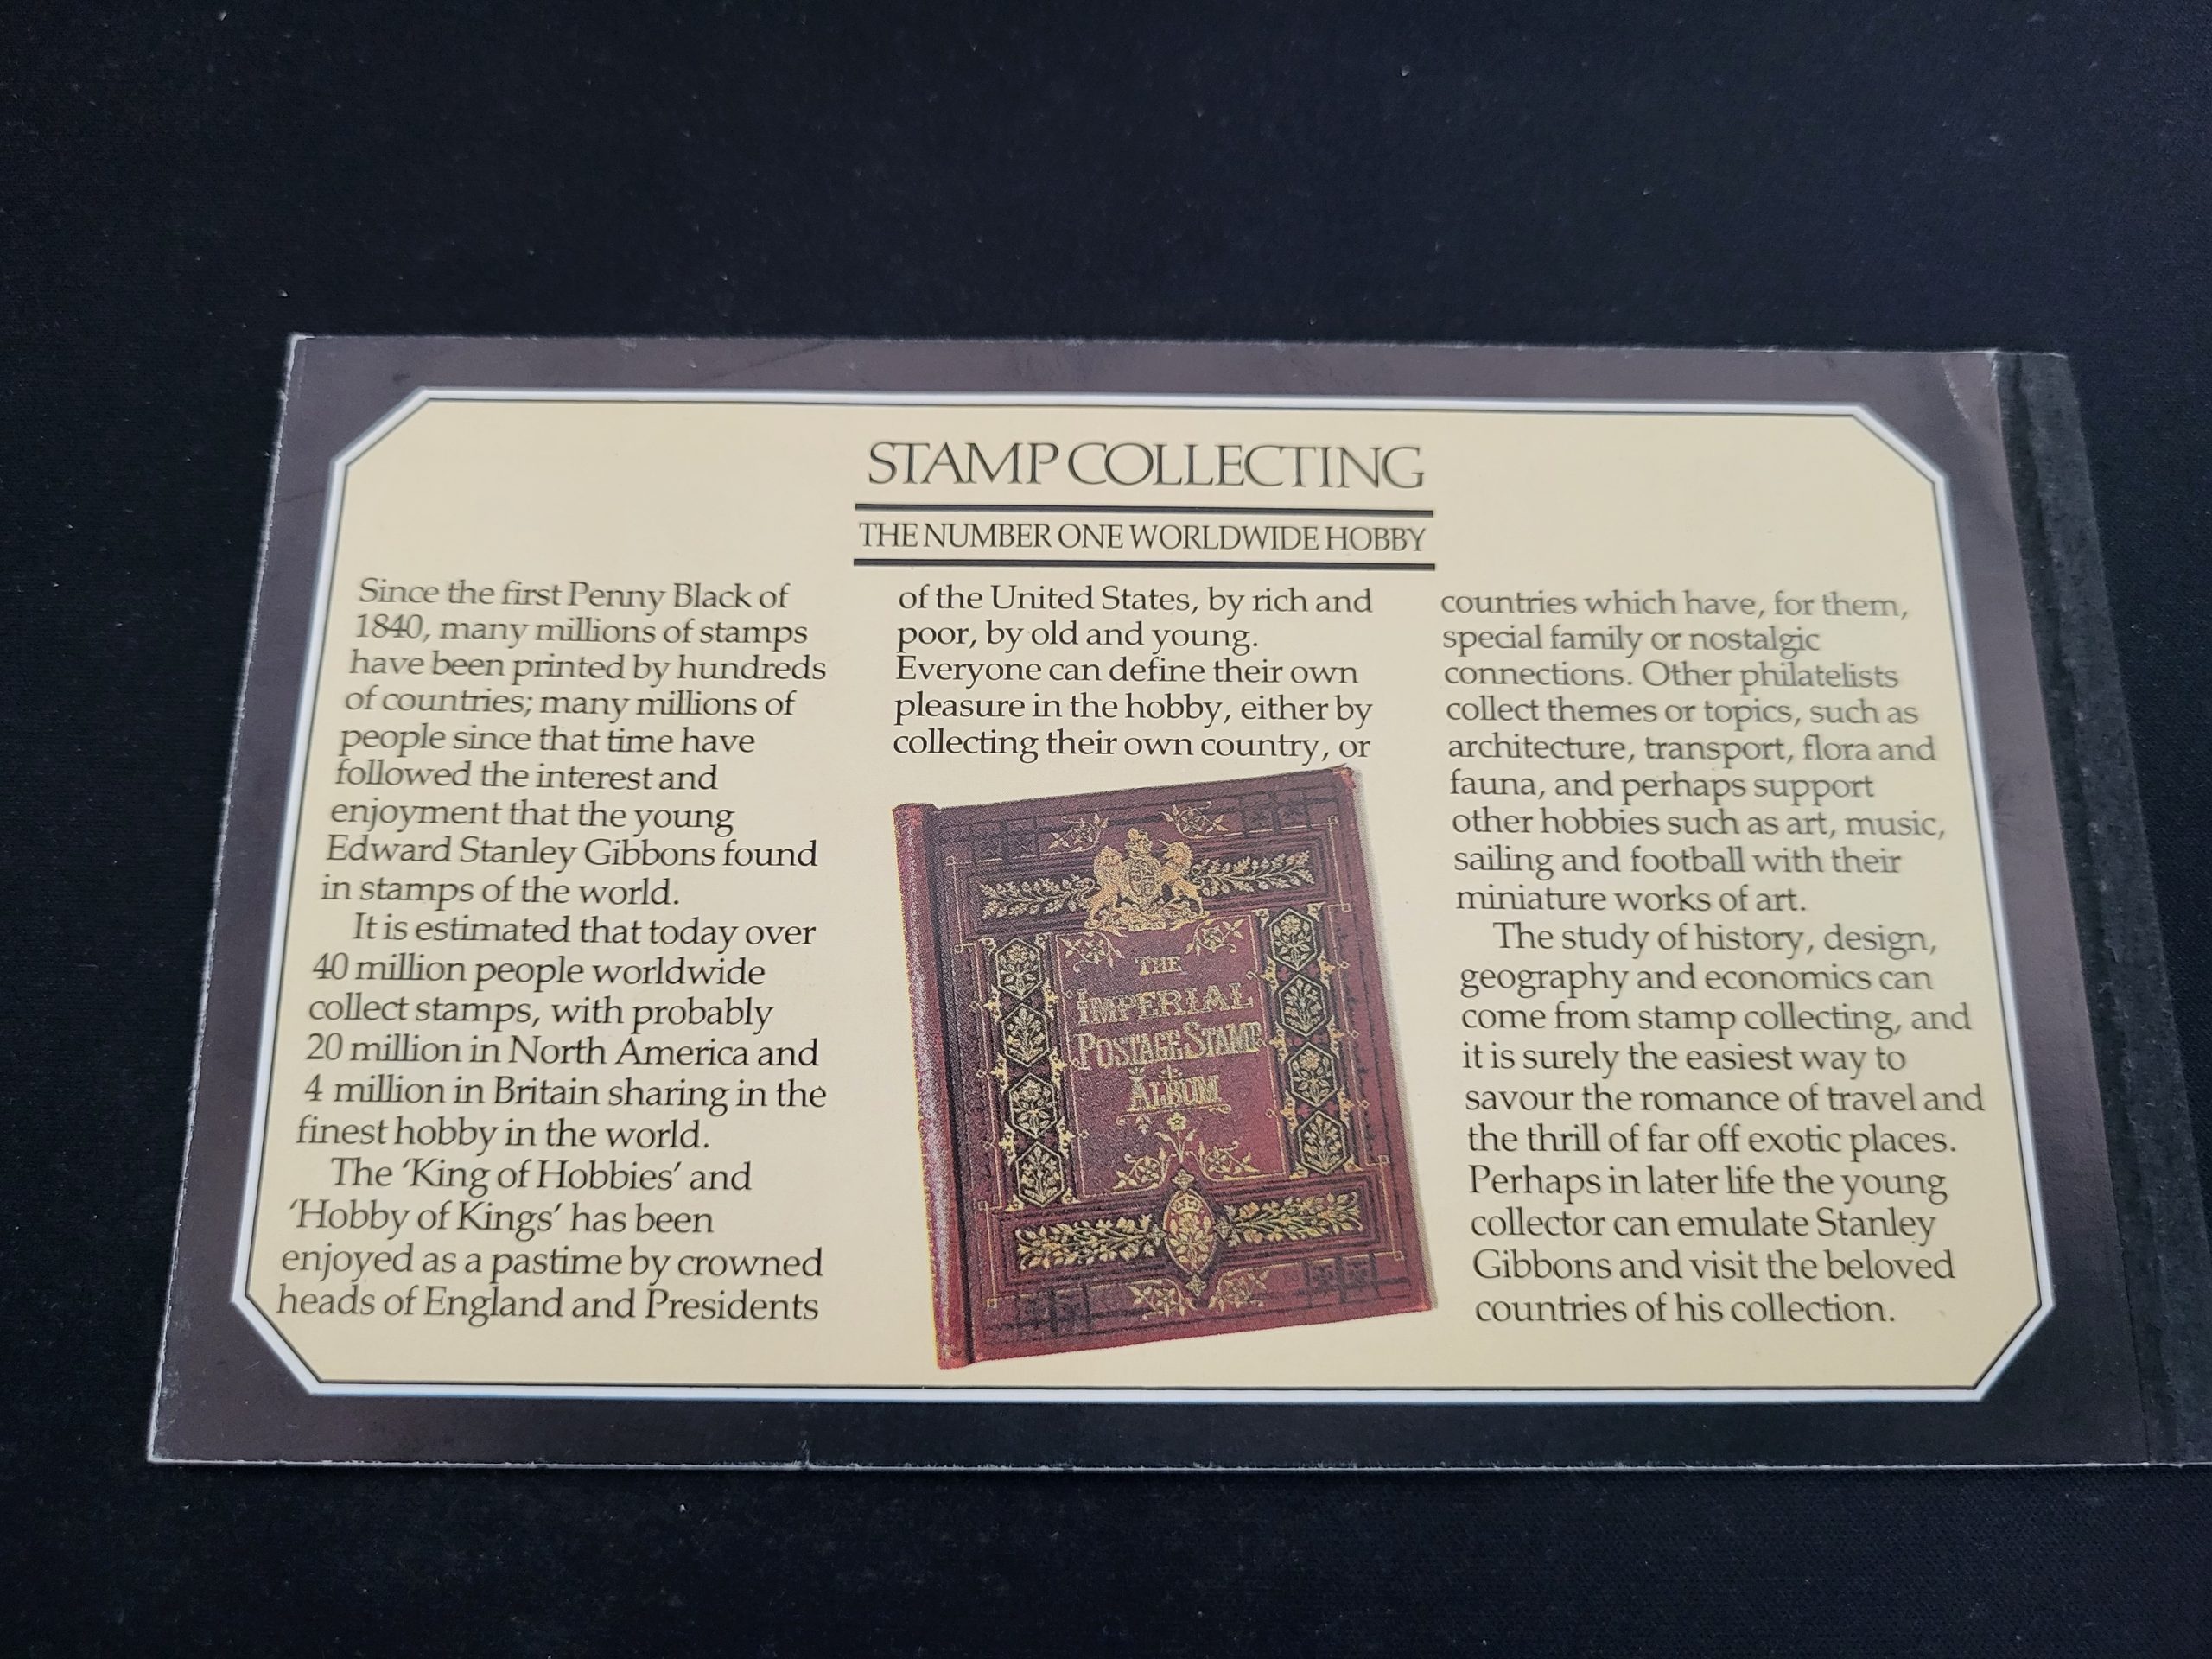 STAMP COLLECTING
THE NUMBER ONE WORLDWIDE HOBBY
Since the first Penny Black of
1840, many millions of stamps
have been printed by hundreds
of countries; many millions of
people since that time have
followed the interest and
enjoyment that the young
Edward Stanley Gibbons found
in stamps of the world.
It is estimated that today over
40 million people worldwide
collect stamps, with probably
20 million in North America and
4 million in Britain sharing in the
finest hobby in the world.
The ‘King of Hobbies’ and
‘Hobby of Kings’ has been
enjoyed as a pastime by crowned
heads of England and Presidents
of the United States, by rich and
poor, by old and young.
Everyone can define their own
pleasure in the hobby, either by
collecting their own country, or
THE
IMPERIAL
POSTAGE STAMP
ALBUM
countries which have, for them,
special family or nostalgic
connections. Other philatelists
collect themes or topics, such as
architecture, transport, flora and
fauna, and perhaps support
other hobbies such as art, music,
sailing and football with their
miniature works of art.
The study of history, design,
geography and economics can
come from stamp collecting, and
it is surely the easiest way to
savour the romance of travel and
the thrill of far off exotic places.
Perhaps in later life the young
collector can emulate Stanley
Gibbons and visit the beloved
countries of his collection.